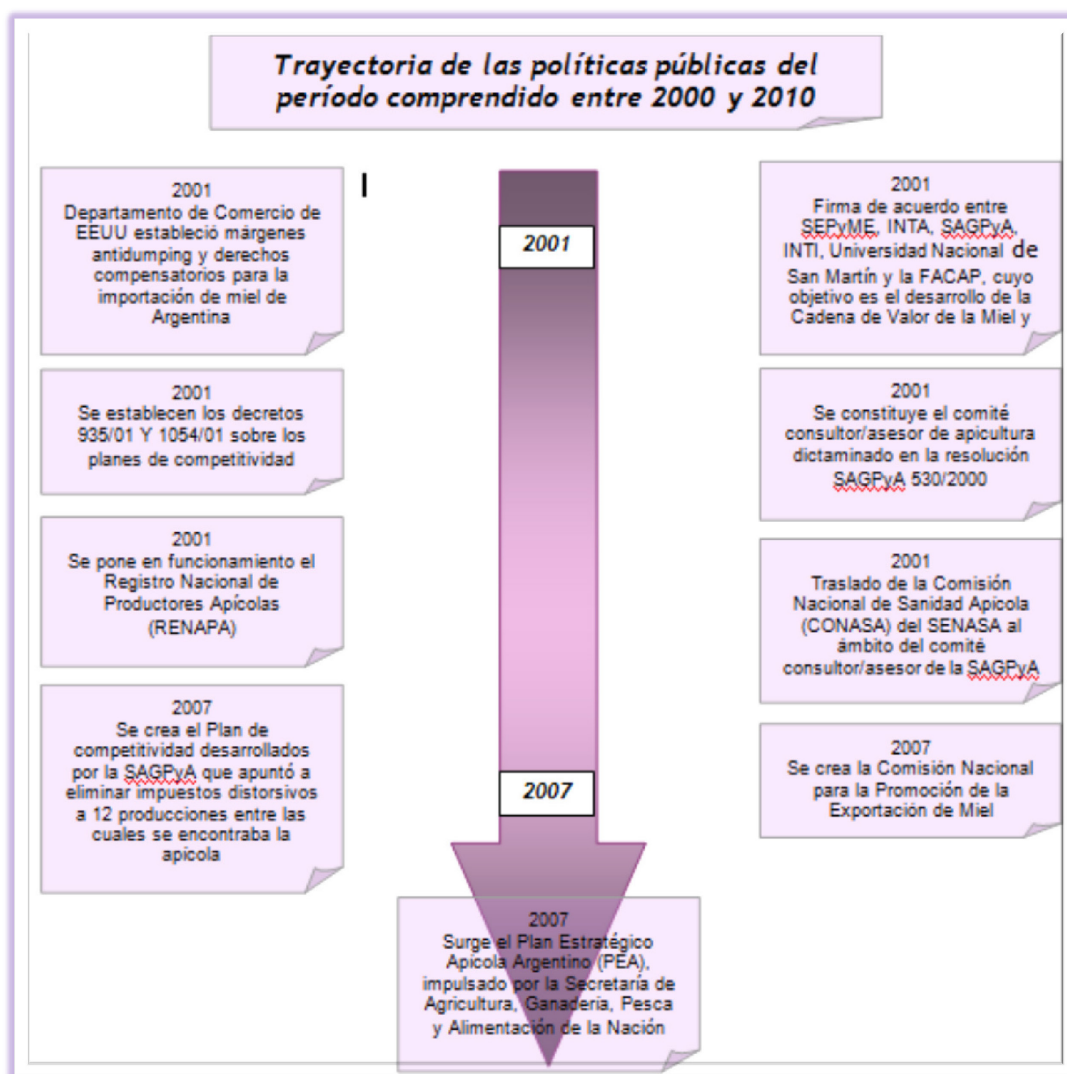 Trayectoria de las políticas públicas del
período comprendido entre 2000 y 2010
2001
Departamento de Comercio de
EEUU estableció márgenes
antidumping y derechos
compensatorios para la
importación de miel de
Argentina
2001
Se establecen los decretos
935/01 Y 1054/01 sobre los
planes de competitividad
2001
Se pone en funcionamiento el
Registro Nacional de
Productores Apícolas
(RENAPA)
2007
Se crea el Plan de
competitividad desarrollados
por la SAGPyA que apuntó a
eliminar impuestos distorsivos
a 12 producciones entre las
cuales se encontraba la
apícola
2001
2007
2001
Firma de acuerdo entre
SEPyME, INTA, SAGPyA,
INTI, Universidad Nacional de
San Martín y la FACAP, cuyo
objetivo es el desarrollo de la
Cadena de Valor de la Miel y
2001
Se constituye el comité
consultor/asesor de apicultura
dictaminado en la resolución
SAGPyA 530/2000
2001
Traslado de la Comisión
Nacional de Sanidad Apícola
(CONASA) del SENASA al
ámbito del comité
consultor/asesor de la SAGPyA
2007
Se crea la Comisión Nacional
para la Promoción de la
Exportación de Miel
2007
Surge el Plan Estratégico
Apícola Argentino (PEA),
impulsado por la Secretaría de
Agricultura, Ganadería, Pesca
y Alimentación de la Nación